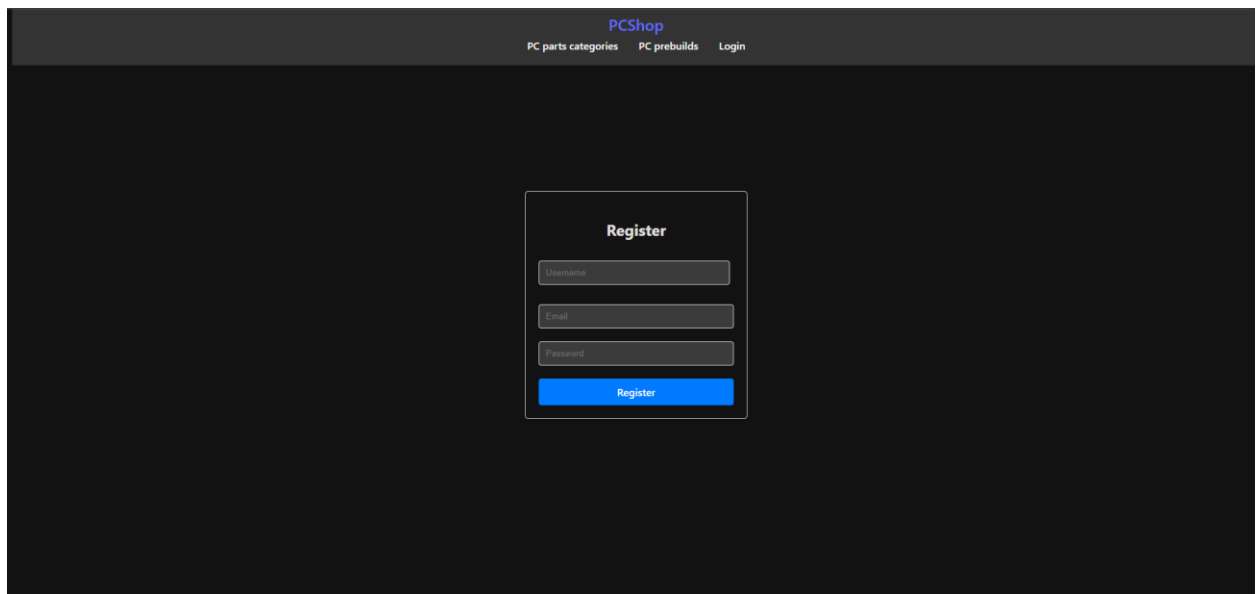 PCShop
PC parts categories PC prebuilds Login
Register
Username
Email
Password
Register